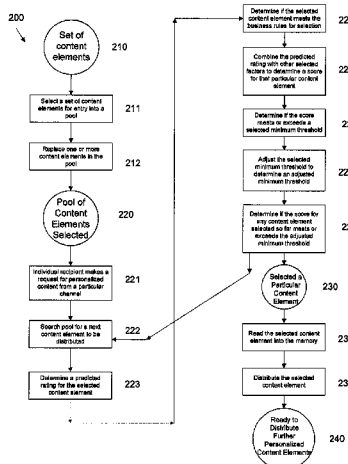 200
Set of
content
elements
210
Select a set of content
elements for entry into a
pool
211
Replace one or more
content elements in the
pool
212
Pool of
Content
Elements
Selected
220
Individual recipient makes a
request for personalized
content from a particular
channel
221
Search pool for a next
content element to be
distributed
222
Determine a predicted
rating for the selected
content element
223
Determine if the selected
content element meets the
business rules for selection
22
Combine the predicted
rating with other selected
factors to determine a score
for that particular content
element
22
Determine if the score
meets or exceeds a
selected minimum threshold
22
Adjust the selected
minimum threshold to
determine an adjusted
minimum threshold
22
Determine if the score for
any content element
selected so far meets or
exceeds the adjusted
minimum threshold
22
Selected a
Particular
Content
Element
230
Read the selected content
element into the memory
23
Distribute the selected
content element
23
Ready to
Distribute
Further
Personalized
Content Elements
240